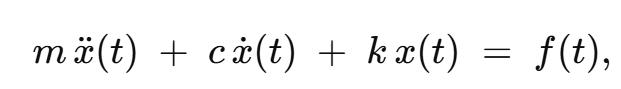 m ẍ(t) + c ẋ(t) + k x(t) = f(t),